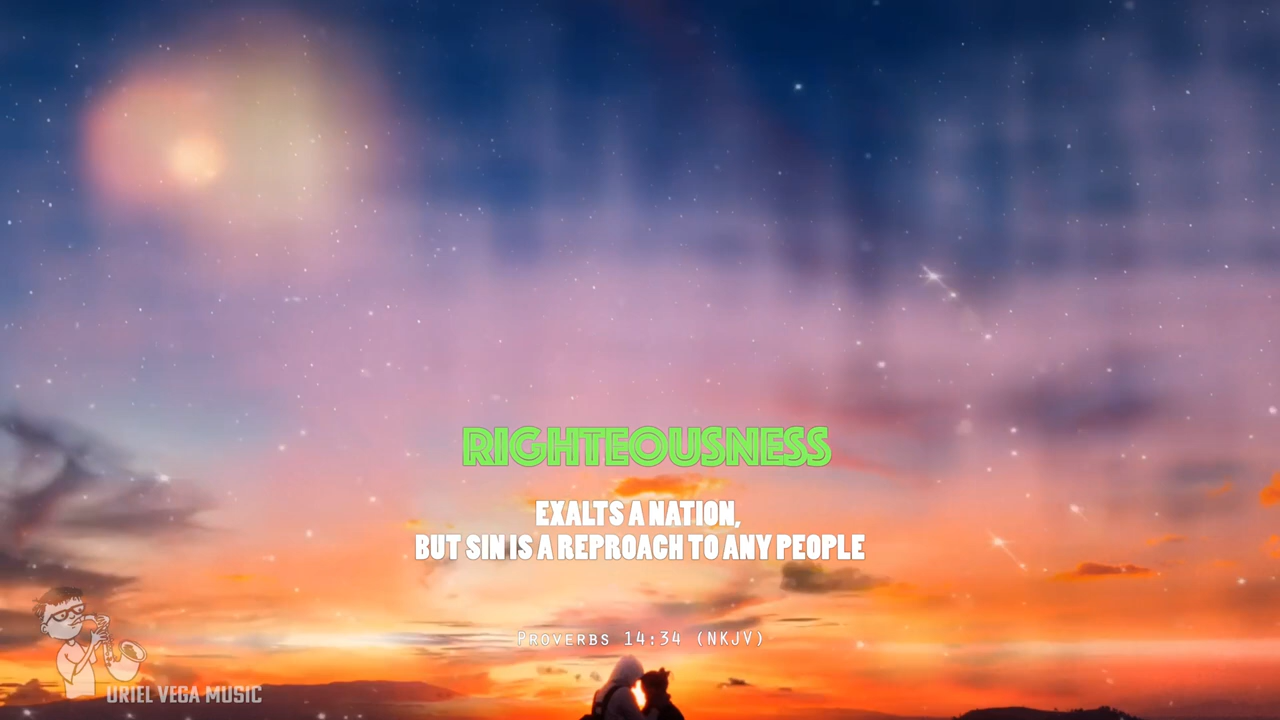 RIGHTEOUSNESS
EXALTS A NATION,
BUT SIN IS A REPROACH TO ANY PEOPLE
PROVERBS 14:34 (NKJV)
URIEL VEGA MUSIC